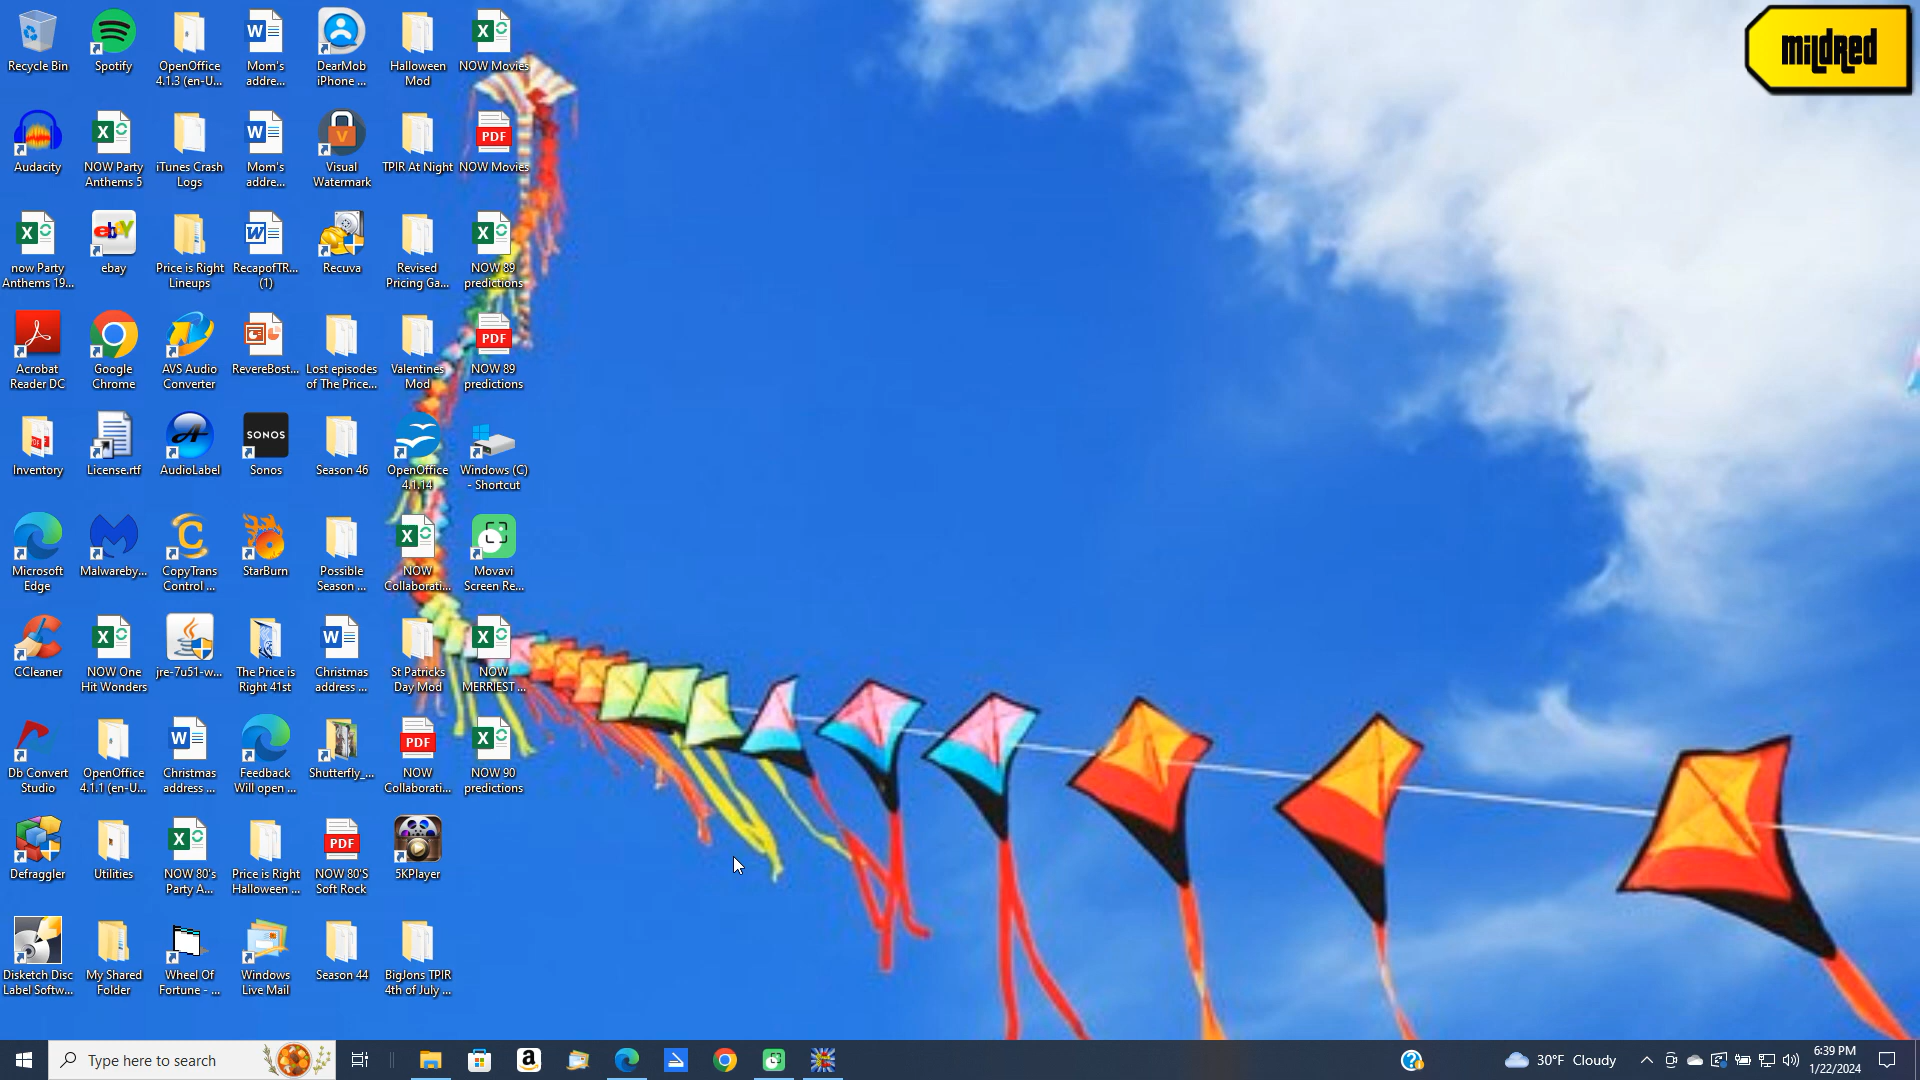 Recycle Bin
Spotify
OpenOffice
4.1.3 (en-U...
Mom's
addre...
DearMob
iPhone ...
Halloween
Mod
NOW Movies
mildred
Audacity
NOW Party
Anthems 5
iTunes Crash
Logs
Mom's
addre...
Visual
Watermark
TPIR At Night
PDF
NOW Movies
now Party
Anthems 19...
ebay
ebay
Price is Right
Lineups
RecapofTR...
(1)
Recuva
Revised
Pricing Ga...
NOW 89
predictions
Acrobat
Reader DC
Google
Chrome
AVS Audio
Converter
RevereBost...
Lost episodes
of The Price...
Valentines
Mod
PDF
NOW 89
predictions
Inventory
License.rtf
AudioLabel
SONOS
Sonos
Season 46
OpenOffice
4.1.14
Windows (C)
- Shortcut
Microsoft
Edge
Malwareby...
CopyTrans
Control ...
StarBurn
Possible
Season ...
NOW
Collaborati...
Movavi
Screen Re...
CCleaner
NOW One
Hit Wonders
jre-7u51-w...
The Price is
Right 41st
Christmas
address ...
St Patricks
Day Mod
NOW
MERRIEST ...
Db Convert
Studio
OpenOffice
4.1.1 (en-U...
Christmas
address ...
Feedback
Will open ...
Shutterfly_...
PDF
NOW
Collaborati...
NOW 90
predictions
Defraggler
Utilities
NOW 80's
Party A...
Price is Right
Halloween ...
PDF
NOW 80'S
Soft Rock
5KPlayer
Disketch Disc
Label Softw...
My Shared
Folder
Wheel Of
Fortune - ...
Windows
Live Mail
Season 44
BigJons TPIR
4th of July ...
Type here to search
30°F Cloudy
6:39 PM
1/22/2024